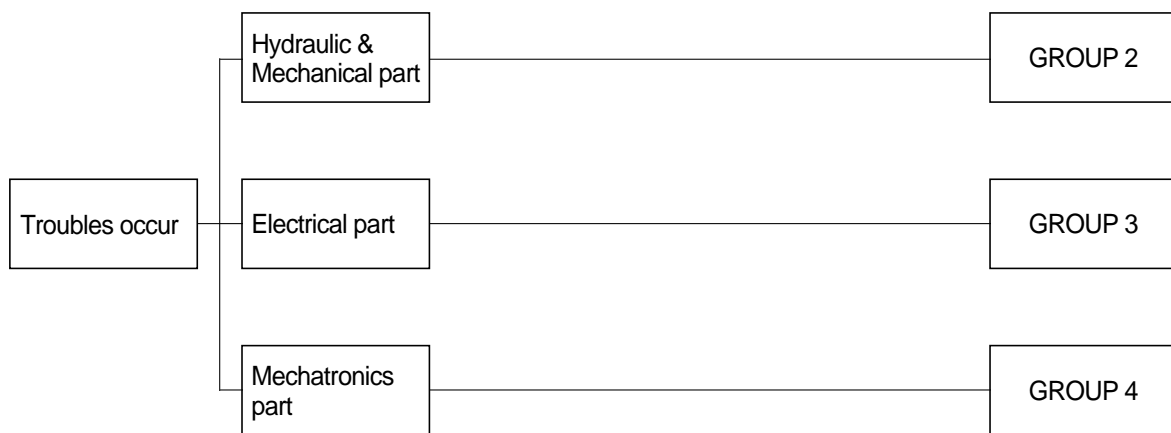 Hydraulic &
Mechanical part
GROUP 2
Troubles occur
Electrical part
GROUP 3
Mechatronics
part
GROUP 4